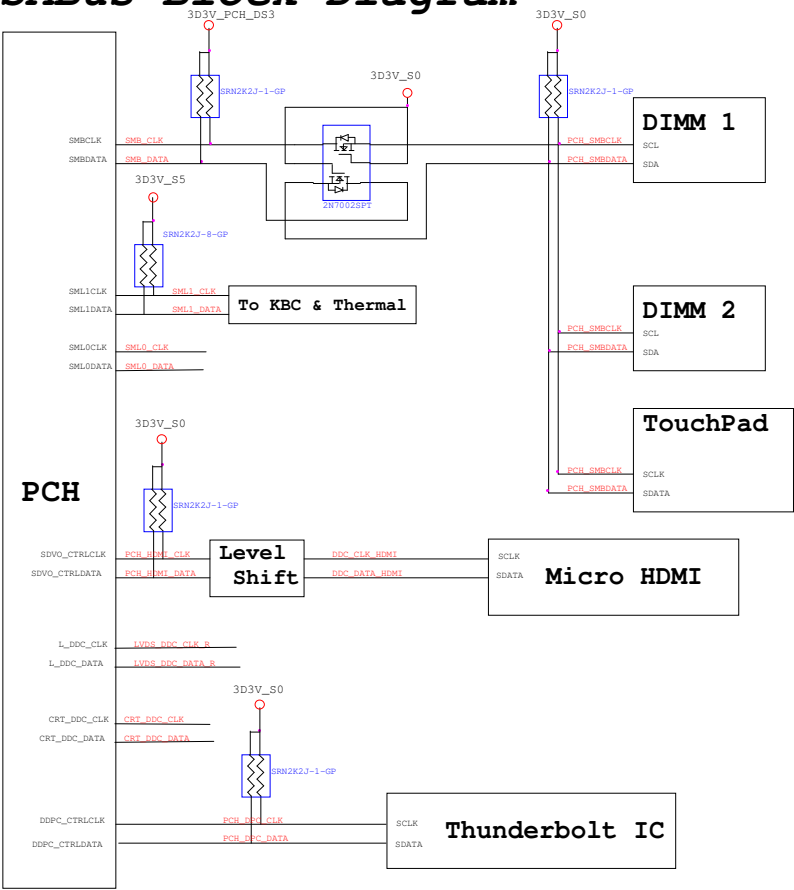 SMBus Block Diagram
3D3V_PCH_DS3
3D3V_S0
3D3V_S0
SRN2K2J-1-GP
SRN2K2J-1-GP
DIMM 1
SMBCLK
SMB_CLK
PCH_SMBCLK
SCL
SMBDATA
SMB_DATA
PCH_SMBDATA
SDA
3D3V_S5
2N7002SPT
SRN2K2J-8-GP
SML1CLK
SML1_CLK
SML1DATA
SML1_DATA
To KBC & Thermal
DIMM 2
PCH_SMBCLK
SCL
PCH_SMBDATA
SDA
SML0CLK
SML0_CLK
SML0DATA
SML0_DATA
3D3V_S0
TouchPad
PCH_SMBCLK
SCLK
PCH_SMBDATA
SDATA
PCH
SRN2K2J-1-GP
SDVO_CTRLCLK
PCH_HDMI_CLK
Level
Shift
DDC_CLK_HDMI
SCLK
SDVO_CTRLDATA
PCH_HDMI_DATA
DDC_DATA_HDMI
SDATA
Micro HDMI
L_DDC_CLK
LVDS_DDC_CLK_R
L_DDC_DATA
LVDS_DDC_DATA_R
3D3V_S0
CRT_DDC_CLK
CRT_DDC_CLK
CRT_DDC_DATA
CRT_DDC_DATA
SRN2K2J-1-GP
DDPC_CTRLCLK
PCH_DPC_CLK
SCLK
DDPC_CTRLDATA
PCH_DPC_DATA
SDATA
Thunderbolt IC